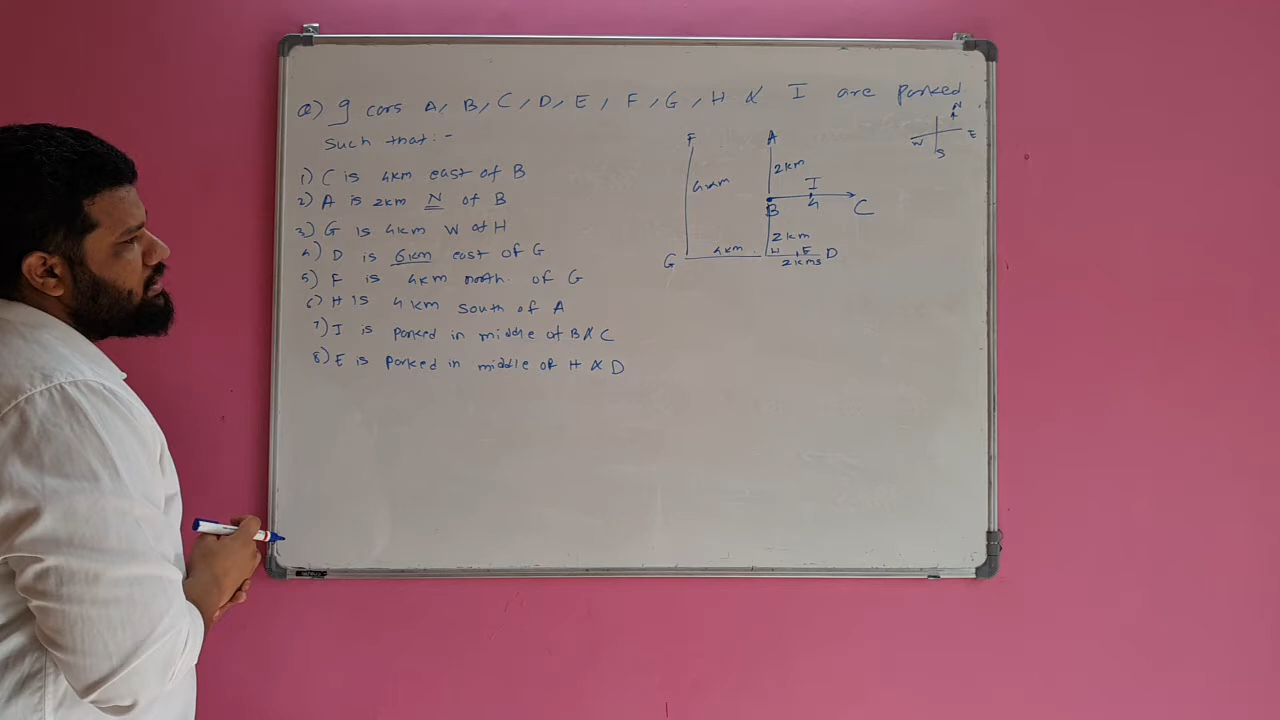 Q) 9 cars A, B, C, D, E, F, G, H & I are parked
such that:-
1) C is 4km east of B
2) A is 2km N of B
3) G is 4km W of H
4) D is 6km east of G
5) F is 4km north of G
6) H is 4km south of A
7) I is parked in middle of B & C
8) E is parked in middle of H & D
N
W E
S
F A
2km
4km
I
B 4 C
2km
4km H E D
G 2kms